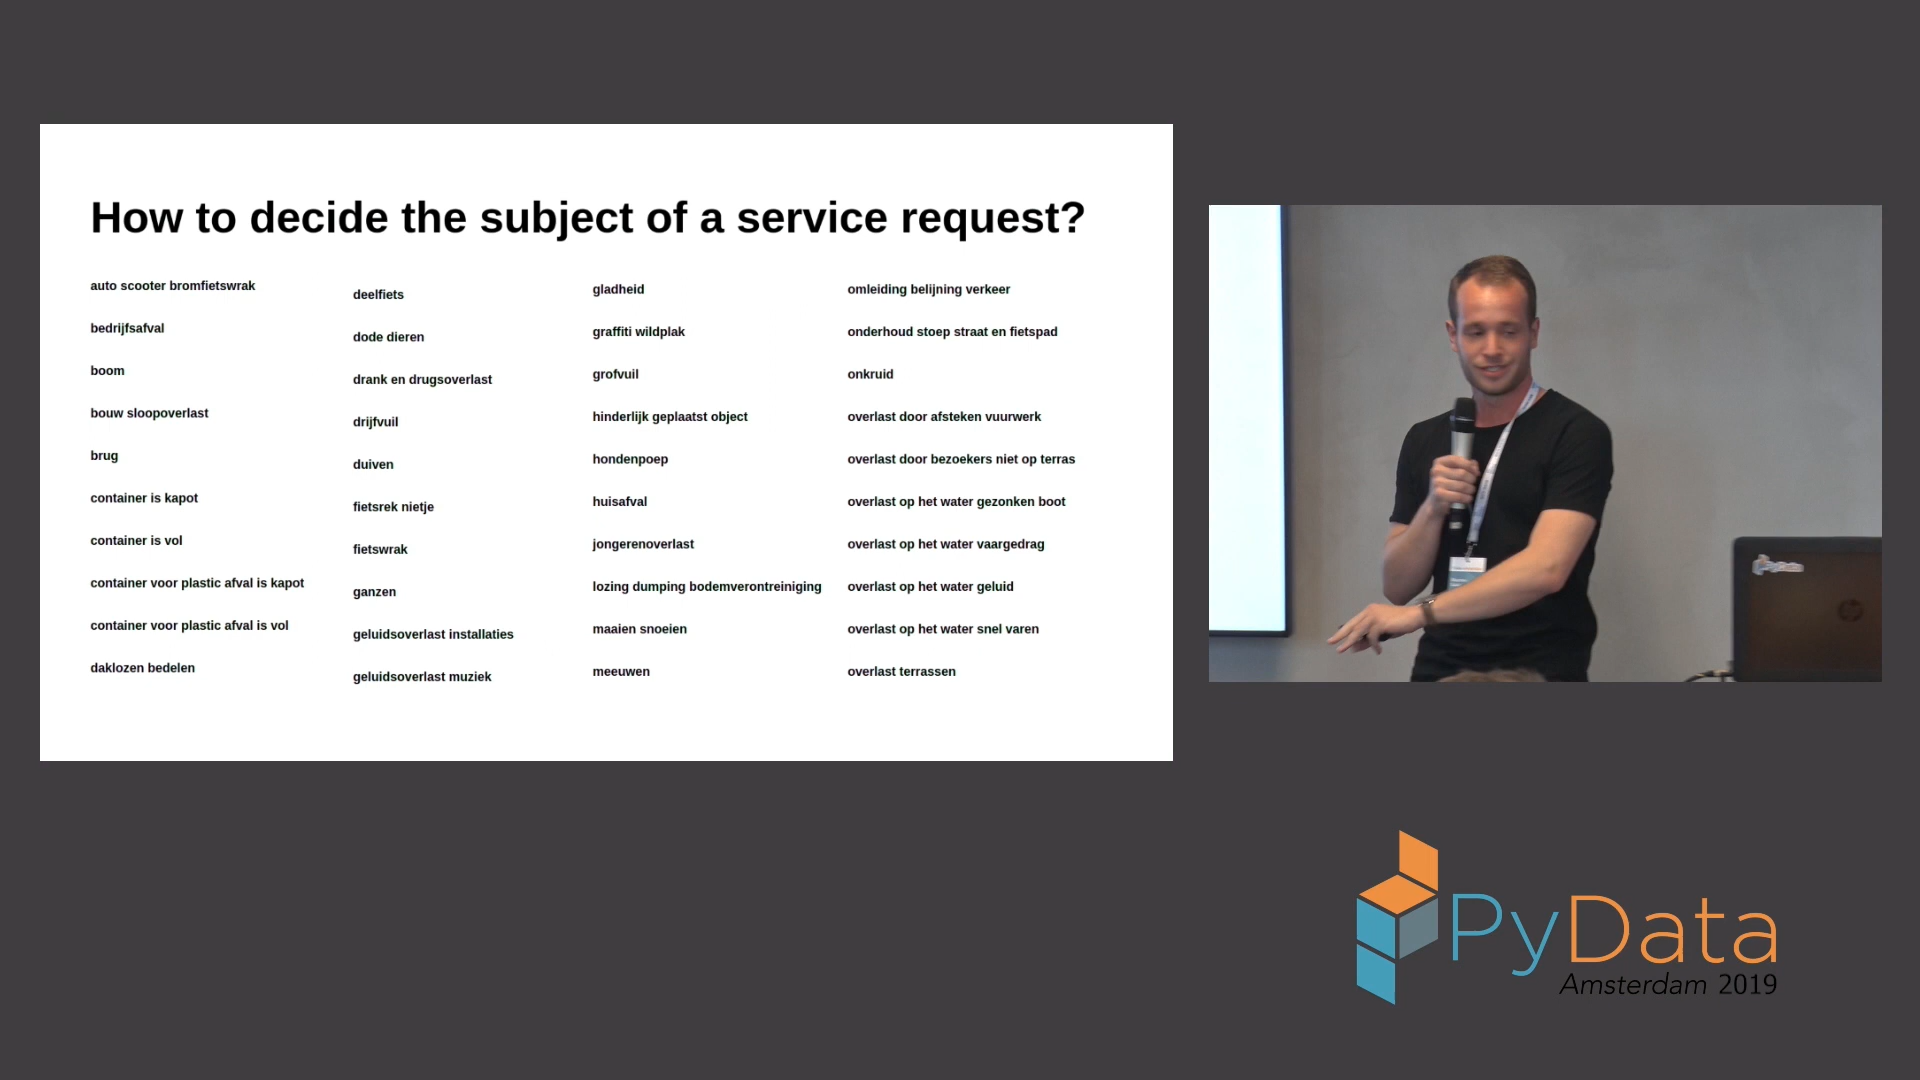 How to decide the subject of a service request?
auto scooter bromfietswrak
bedrijfsafval
boom
bouw sloopoverlast
brug
container is kapot
container is vol
container voor plastic afval is kapot
container voor plastic afval is vol
daklozen bedelen
deelfiets
dode dieren
drank en drugsoverlast
drijfvuil
duiven
fietsrek nietje
fietswrak
ganzen
geluidsoverlast installaties
geluidsoverlast muziek
gladheid
graffiti wildplak
grofvuil
hinderlijk geplaatst object
hondenpoep
huisafval
jongerenoverlast
lozing dumping bodemverontreiniging
maaien snoeien
meeuwen
omleiding belijning verkeer
onderhoud stoep straat en fietspad
onkruid
overlast door afsteken vuurwerk
overlast door bezoekers niet op terras
overlast op het water gezonken boot
overlast op het water vaargedrag
overlast op het water geluid
overlast op het water snel varen
overlast terrassen
PyData
Amsterdam 2019